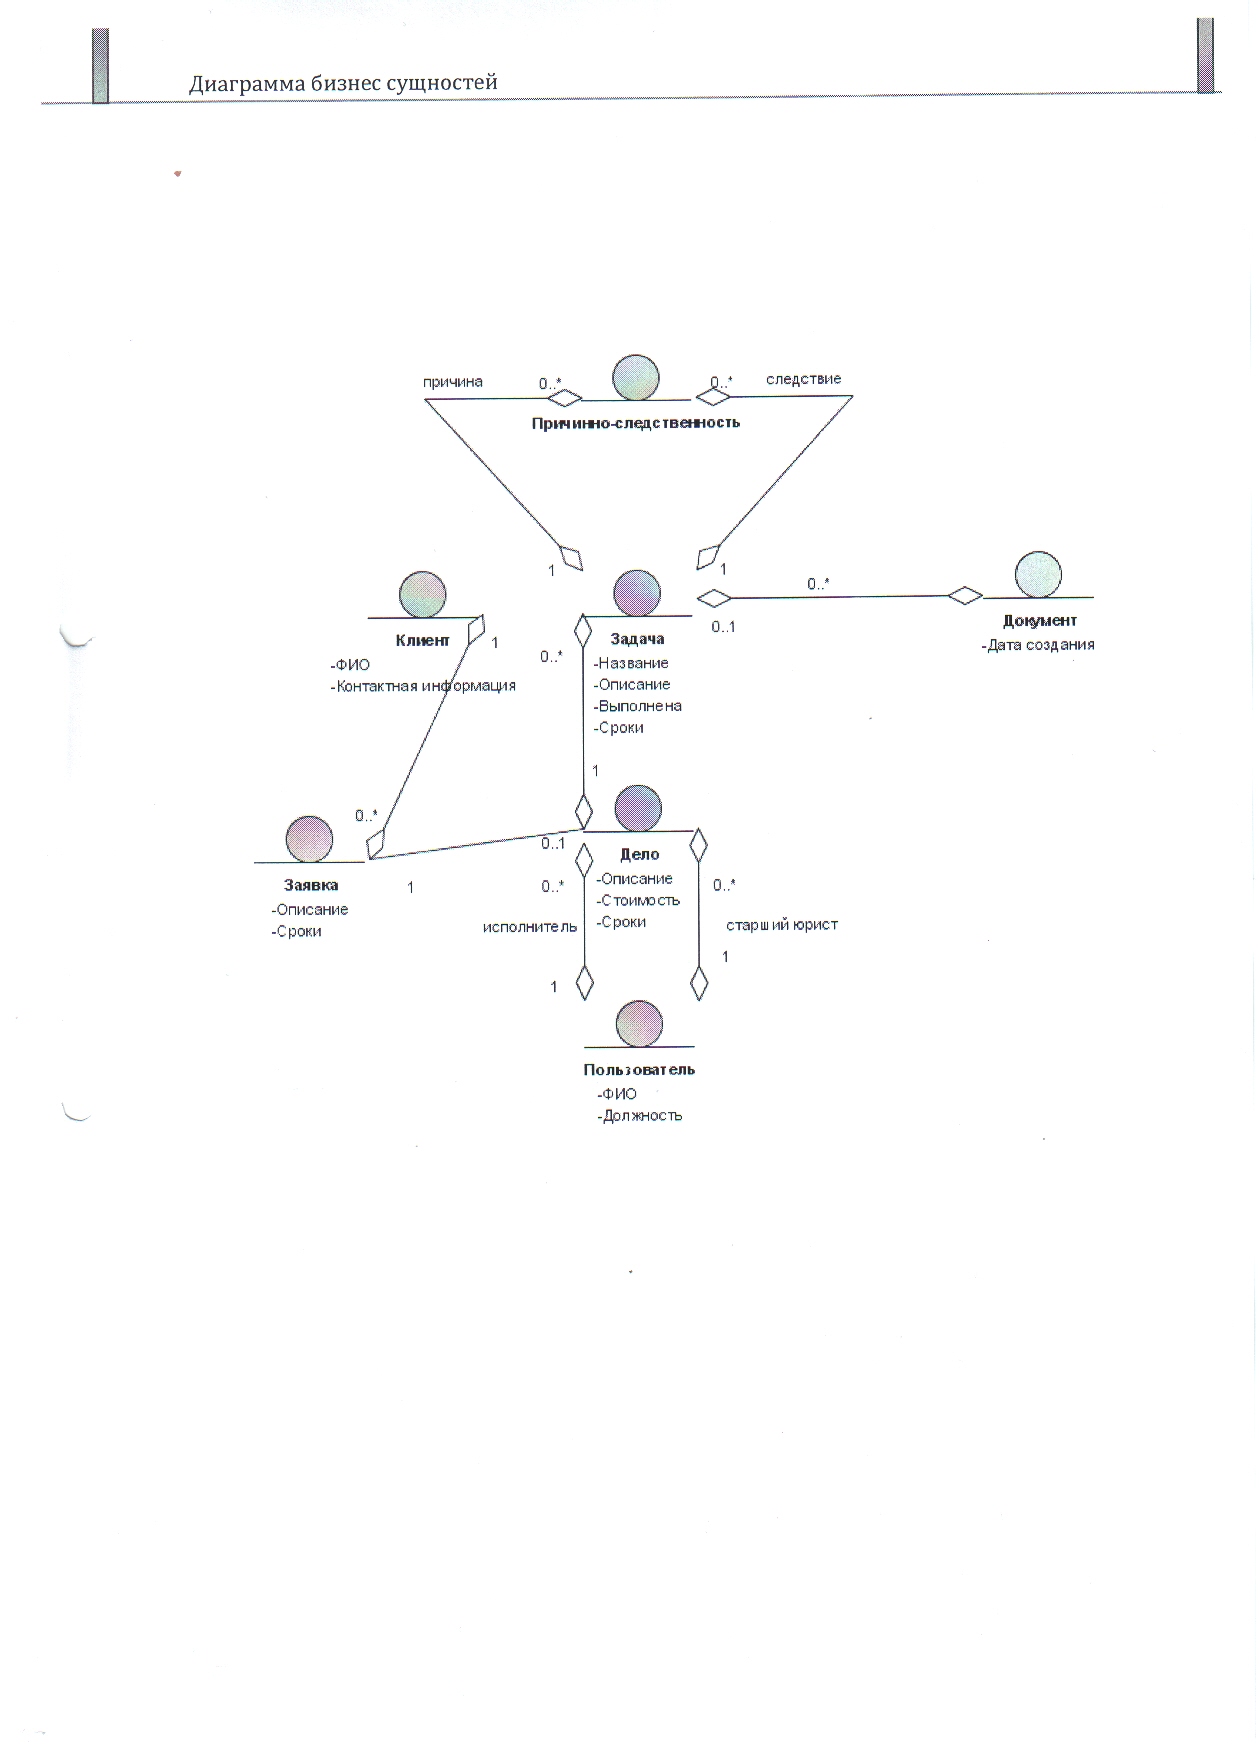 Диаграмма бизнес сущностей
причина
0..*
0..*
следствие
Причинно-следственность
1
1
0..*
0..1
Документ
-Дата создания
Клиент
1
-ФИО
-Контактная информация
0..*
Задача
-Название
-Описание
-Выполнена
-Сроки
1
0..*
0..1
Заявка
-Описание
-Сроки
1
0..*
Дело
-Описание
-Стоимость
-Сроки
0..*
исполнитель
старший юрист
1
1
Пользователь
-ФИО
-Должность